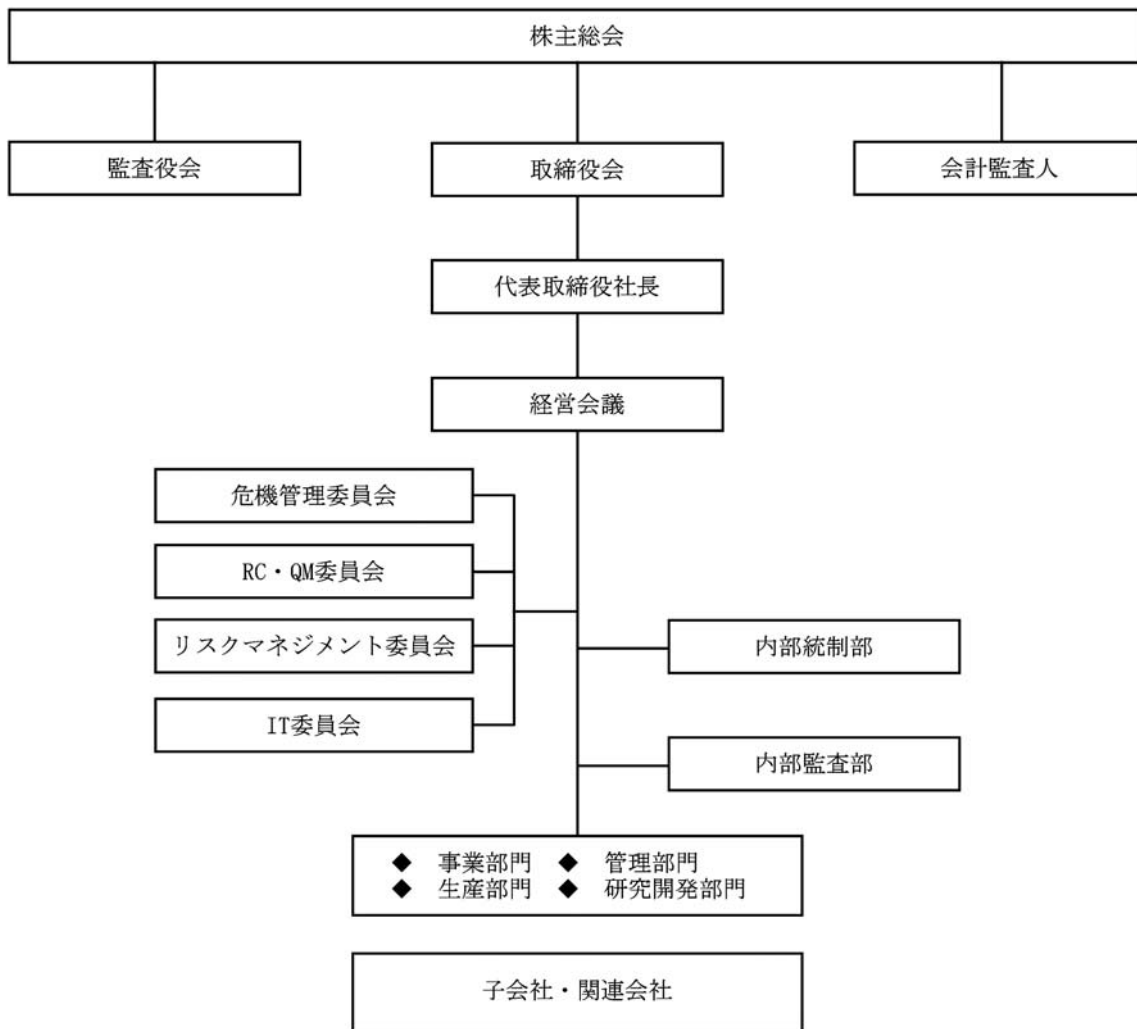 株主総会
監査役会
取締役会
会計監査人
代表取締役社長
経営会議
危機管理委員会
RC・QM委員会
リスクマネジメント委員会
IT委員会
内部統制部
内部監査部
◆ 事業部門 ◆ 管理部門
◆ 生産部門 ◆ 研究開発部門
子会社・関連会社